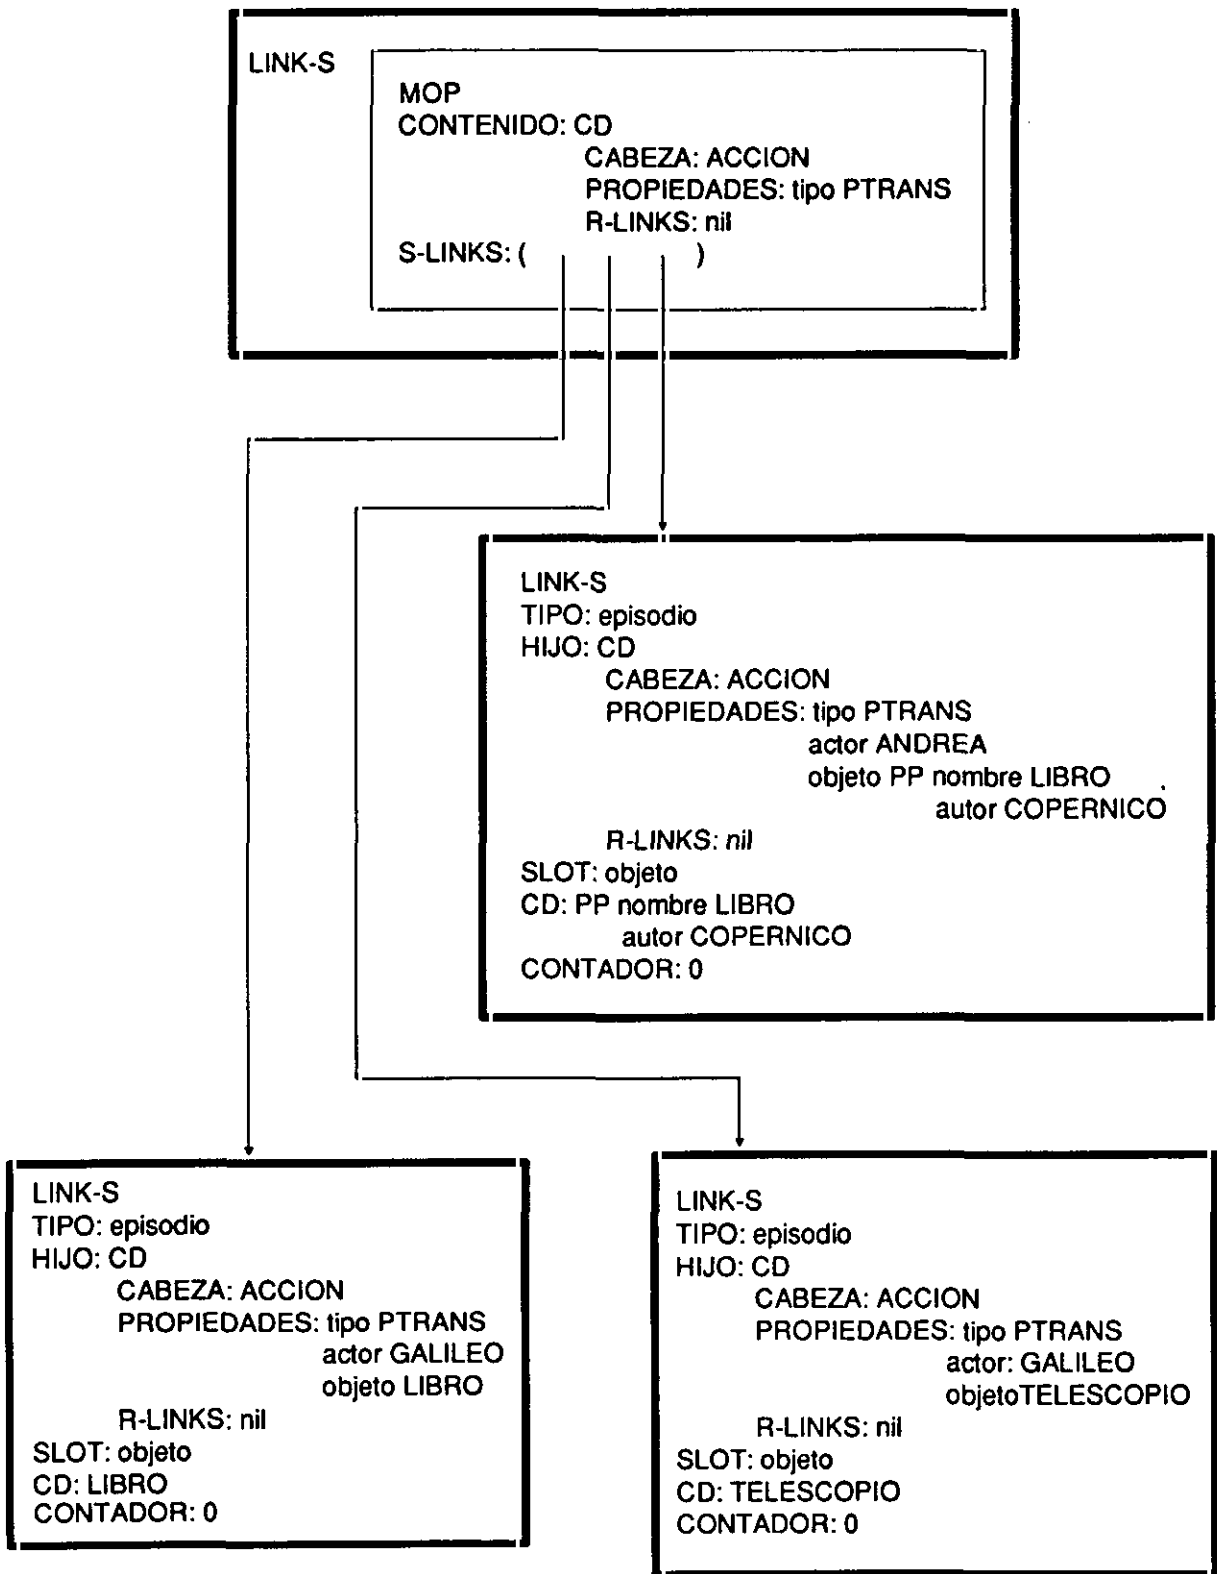 LINK-S
MOP
CONTENIDO: CD
CABEZA: ACCION
PROPIEDADES: tipo PTRANS
R-LINKS: nil
S-LINKS: ( )
LINK-S
TIPO: episodio
HIJO: CD
CABEZA: ACCION
PROPIEDADES: tipo PTRANS
actor ANDREA
objeto PP nombre LIBRO
autor COPERNICO
R-LINKS: nil
SLOT: objeto
CD: PP nombre LIBRO
autor COPERNICO
CONTADOR: 0
LINK-S
TIPO: episodio
HIJO: CD
CABEZA: ACCION
PROPIEDADES: tipo PTRANS
actor GALILEO
objeto LIBRO
R-LINKS: nil
SLOT: objeto
CD: LIBRO
CONTADOR: 0
LINK-S
TIPO: episodio
HIJO: CD
CABEZA: ACCION
PROPIEDADES: tipo PTRANS
actor: GALILEO
objetoTELESCOPIO
R-LINKS: nil
SLOT: objeto
CD: TELESCOPIO
CONTADOR: 0